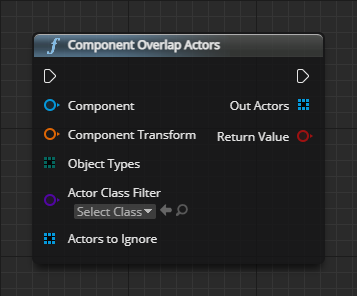 Component Overlap Actors
Component
Out Actors
Component Transform
Return Value
Object Types
Actor Class Filter
Select Class
Actors to Ignore